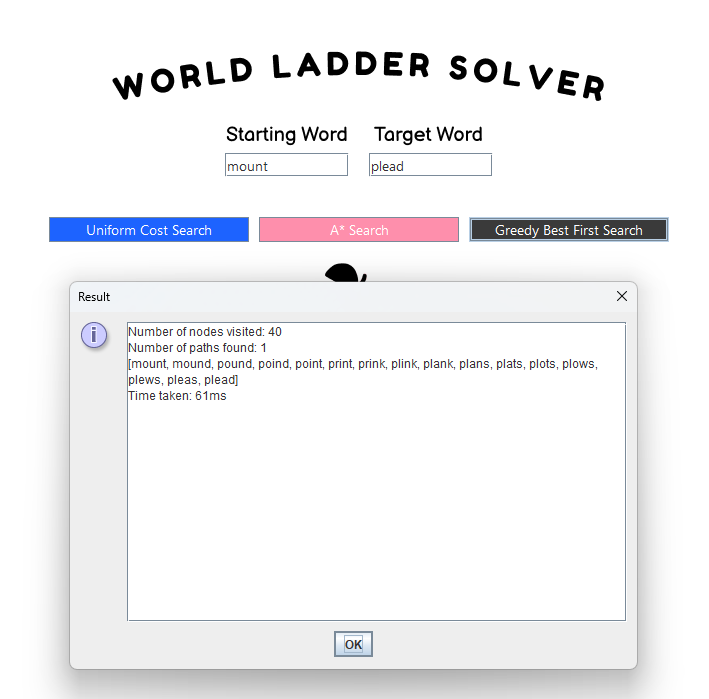 WORLD LADDER SOLVER
Starting Word Target Word
mount plead
Uniform Cost Search A* Search Greedy Best First Search
Result
Number of nodes visited: 40
Number of paths found: 1
[mount, mound, pound, poind, point, print, prink, plink, plank, plans, plats, plots, plows,
plews, pleas, plead]
Time taken: 61ms
OK